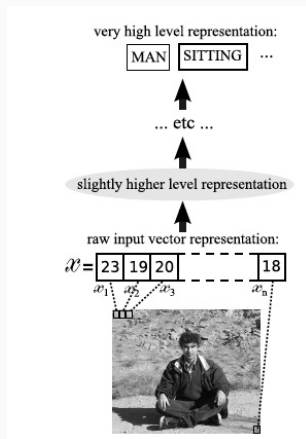 very high level representation:
MAN SITTING ...
... etc ...
slightly higher level representation
raw input vector representation:
x = 23 19 20 18
x₁ x₂ x₃ xₙ